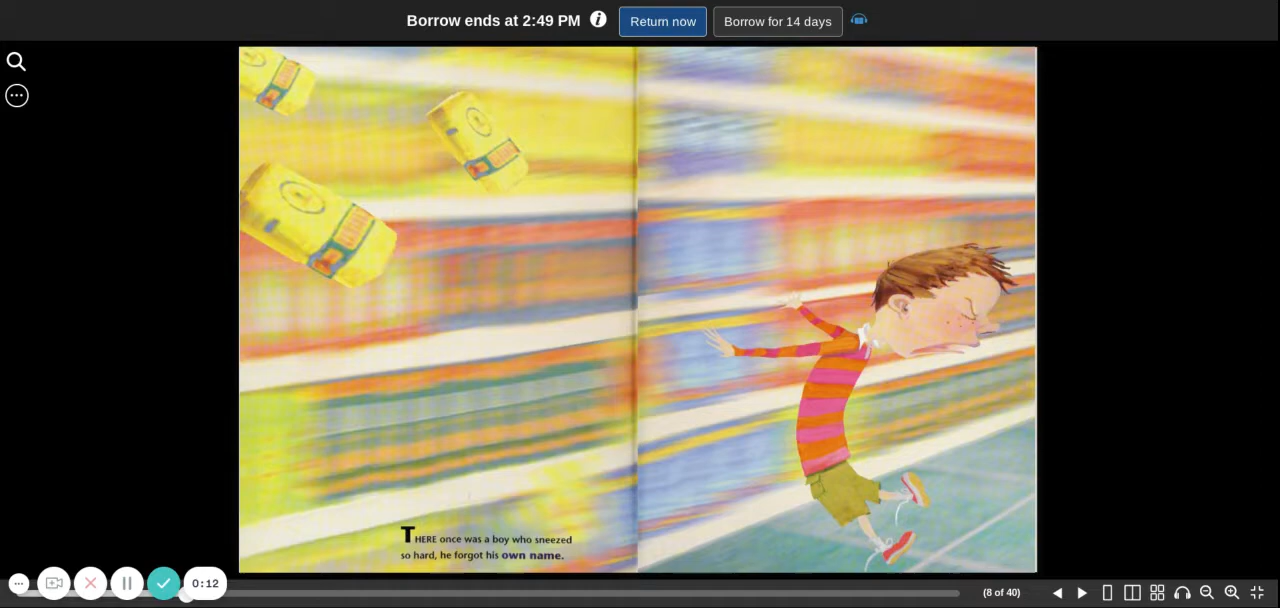 Borrow ends at 2:49 PM
Return now
Borrow for 14 days
THERE once was a boy who sneezed
so hard, he forgot his own name.
0:12
(8 of 40)